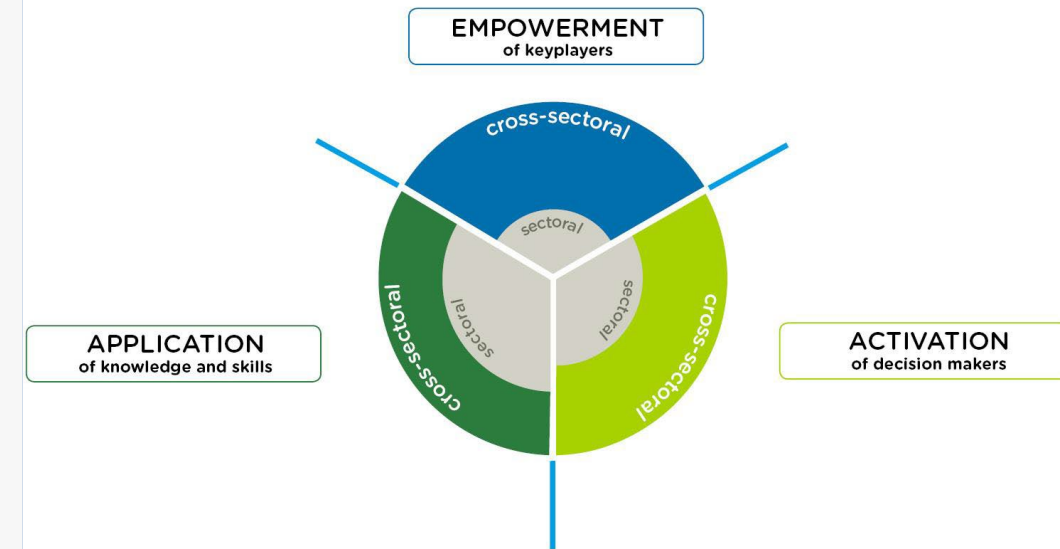 EMPOWERMENT
of keyplayers
cross-sectoral
sectoral
cross-sectoral
sectoral
sectoral
cross-sectoral
APPLICATION
of knowledge and skills
ACTIVATION
of decision makers